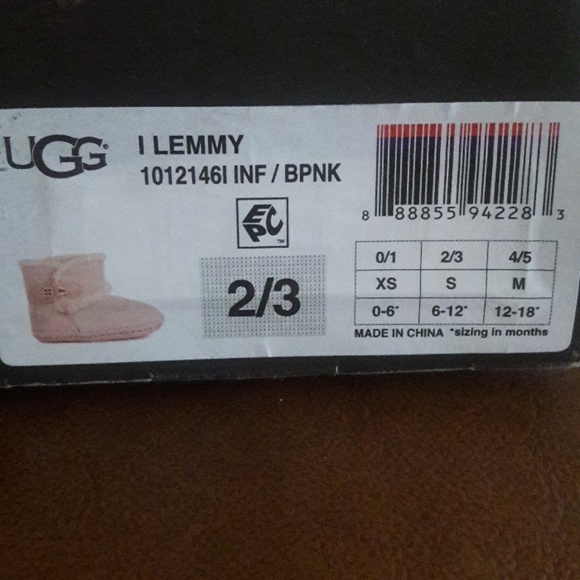 UGG
I LEMMY
1012146I INF / BPNK
8 88855 94228 3
EPC ™
2/3
0/1 2/3 4/5
XS S M
0-6* 6-12* 12-18*
MADE IN CHINA *sizing in months